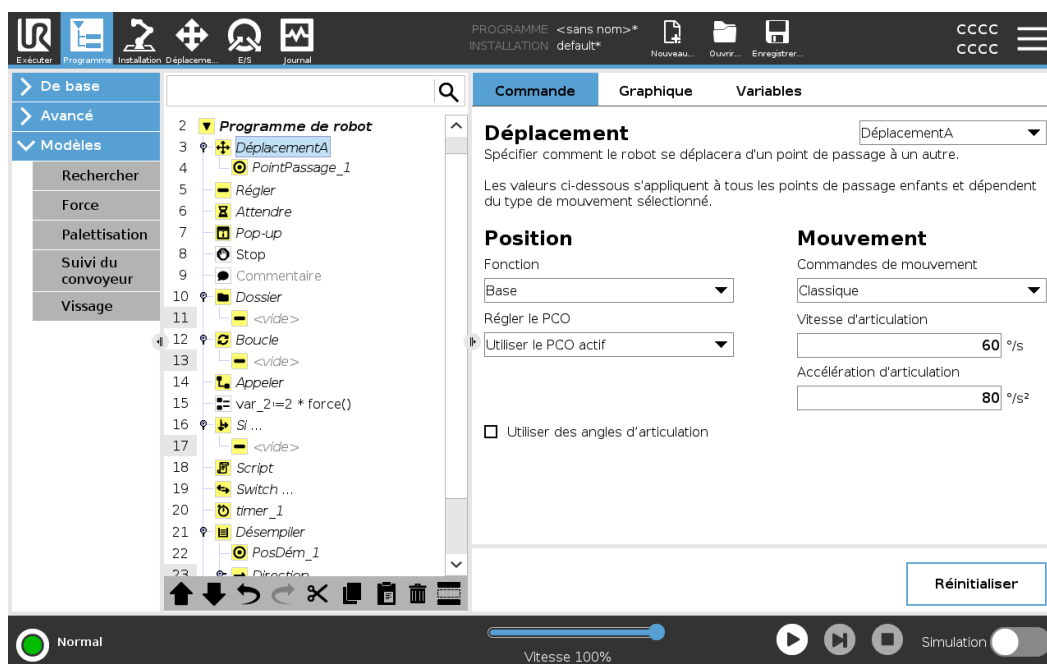 PROGRAMME <sans nom>*
INSTALLATION default*
Exécuter
Programme
Installation
Déplaceme...
E/S
Journal
Nouveau...
Ouvrir...
Enregistrer...
cccc
cccc
De base
Avancé
Modèles
Rechercher
Force
Palettisation
Suivi du
convoyeur
Vissage
2 Programme de robot
3 DéplacementA
4 PointPassage_1
5 Régler
6 Attendre
7 Pop-up
8 Stop
9 Commentaire
10 Dossier
11 <vide>
12 Boucle
13 <vide>
14 Appeler
15 var_2:=2 * force()
16 Si ...
17 <vide>
18 Script
19 Switch ...
20 timer_1
21 Désempiler
22 PosDém_1
23 Direction
Commande Graphique Variables
Déplacement
DéplacementA
Spécifier comment le robot se déplacera d'un point de passage à un autre.
Les valeurs ci-dessous s'appliquent à tous les points de passage enfants et dépendent
du type de mouvement sélectionné.
Position
Fonction
Base
Régler le PCO
Utiliser le PCO actif
Utiliser des angles d'articulation
Mouvement
Commandes de mouvement
Classique
Vitesse d'articulation
60 °/s
Accélération d'articulation
80 °/s²
Réinitialiser
Normal
Vitesse 100%
Simulation